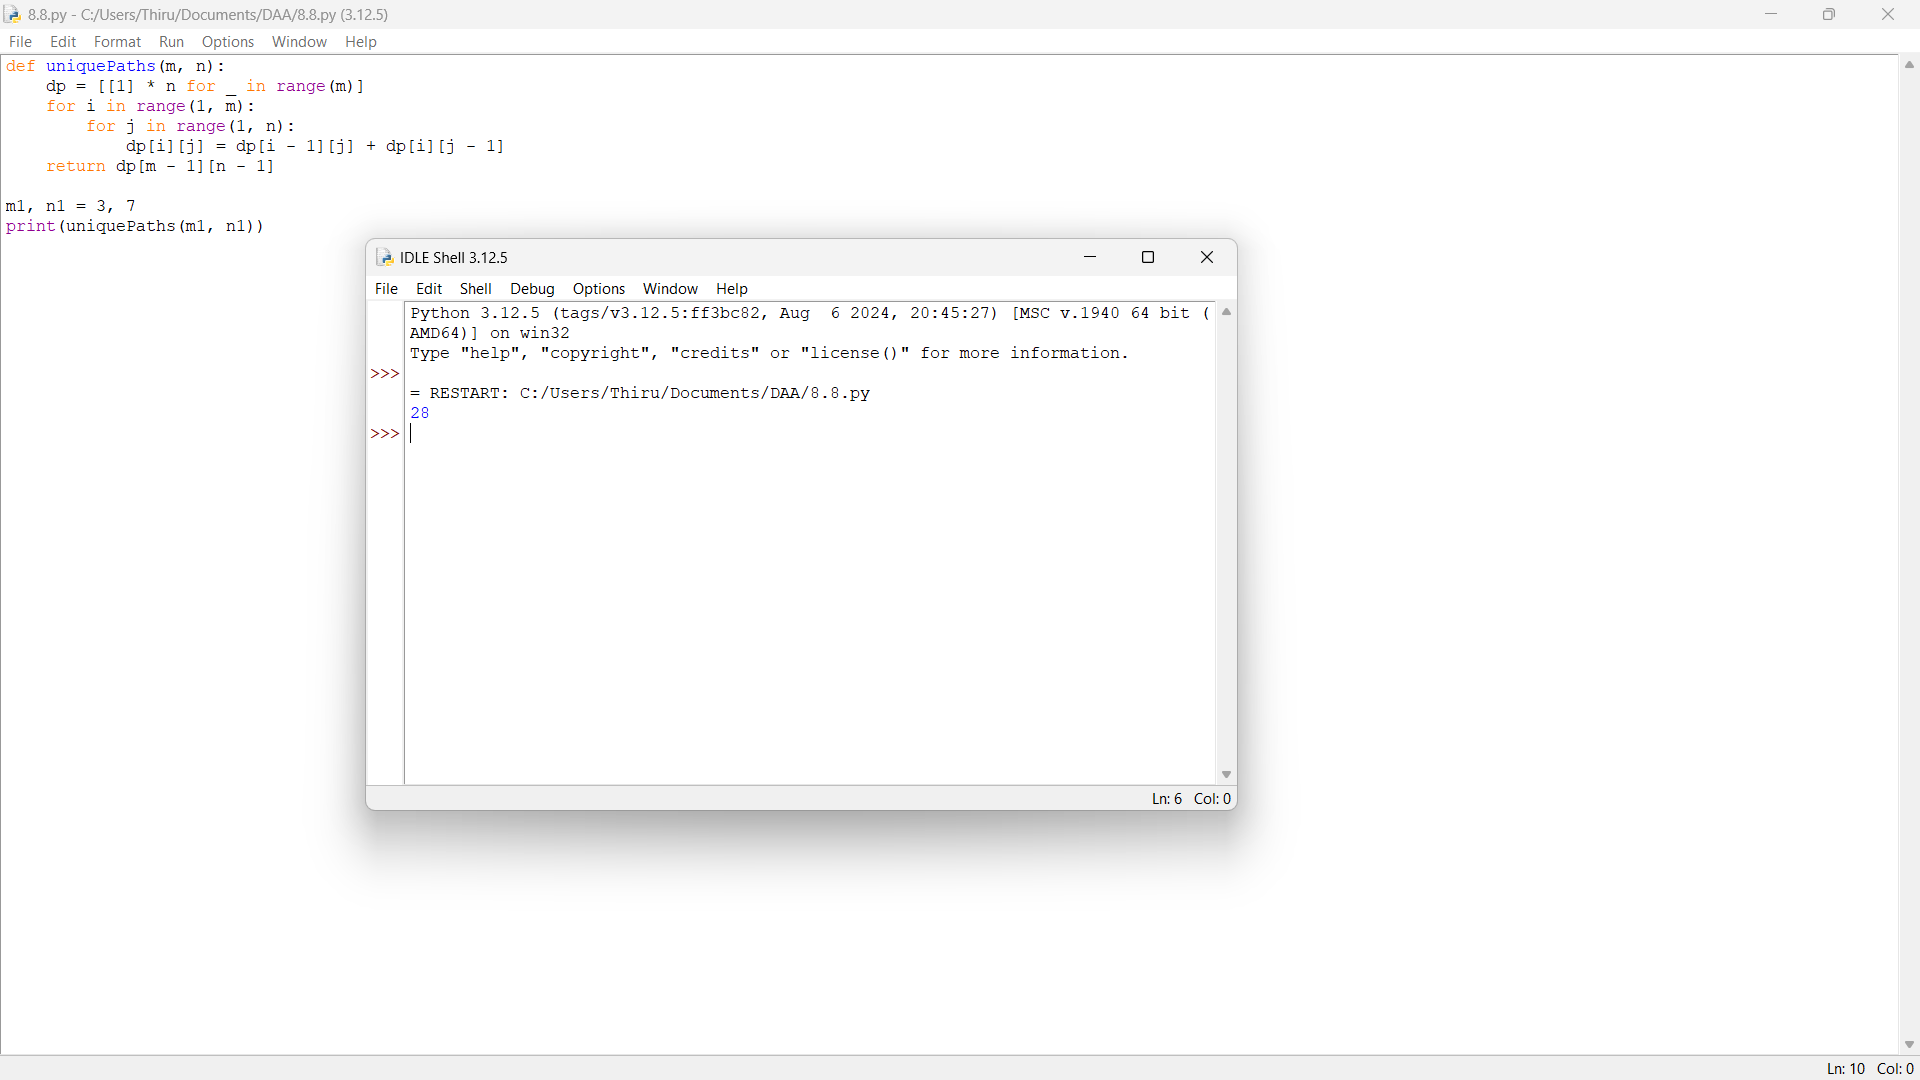 8.8.py - C:/Users/Thiru/Documents/DAA/8.8.py (3.12.5)
File Edit Format Run Options Window Help
def uniquePaths(m, n):
    dp = [[1] * n for _ in range(m)]
    for i in range(1, m):
        for j in range(1, n):
            dp[i][j] = dp[i - 1][j] + dp[i][j - 1]
    return dp[m - 1][n - 1]
m1, n1 = 3, 7
print(uniquePaths(m1, n1))
IDLE Shell 3.12.5
File Edit Shell Debug Options Window Help
Python 3.12.5 (tags/v3.12.5:ff3bc82, Aug  6 2024, 20:45:27) [MSC v.1940 64 bit (
AMD64)] on win32
Type "help", "copyright", "credits" or "license()" for more information.
>>>
= RESTART: C:/Users/Thiru/Documents/DAA/8.8.py
28
>>>
Ln: 6 Col: 0
Ln: 10 Col: 0